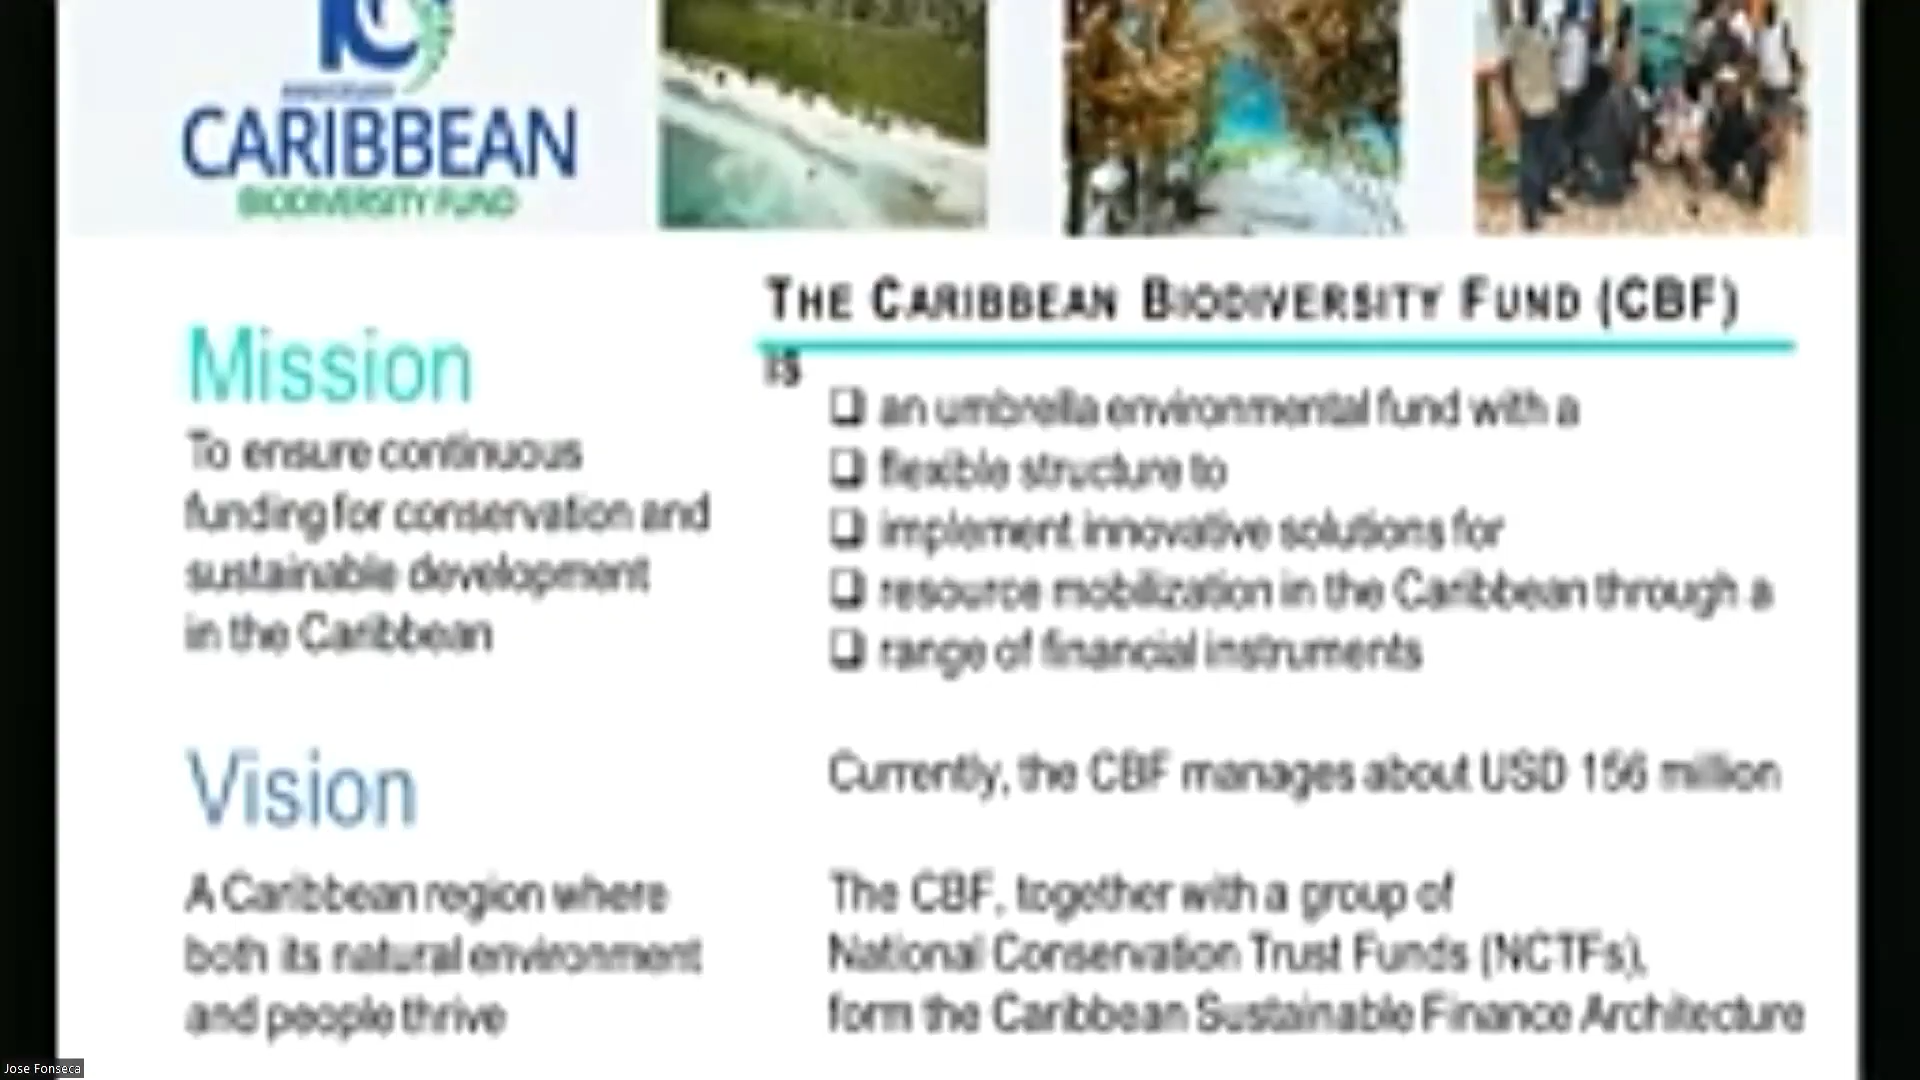 CARIBBEAN
BIODIVERSITY FUND
Mission
To ensure continuous
funding for conservation and
sustainable development
in the Caribbean
Vision
A Caribbean region where
both its natural environment
and people thrive
THE CARIBBEAN BIODIVERSITY FUND (CBF)
IS
❑ an umbrella environmental fund with a
❑ flexible structure to
❑ implement innovative solutions for
❑ resource mobilization in the Caribbean through a
❑ range of financial instruments
Currently, the CBF manages about USD 156 million
The CBF, together with a group of
National Conservation Trust Funds (NCTFs),
form the Caribbean Sustainable Finance Architecture
Jose Fonseca